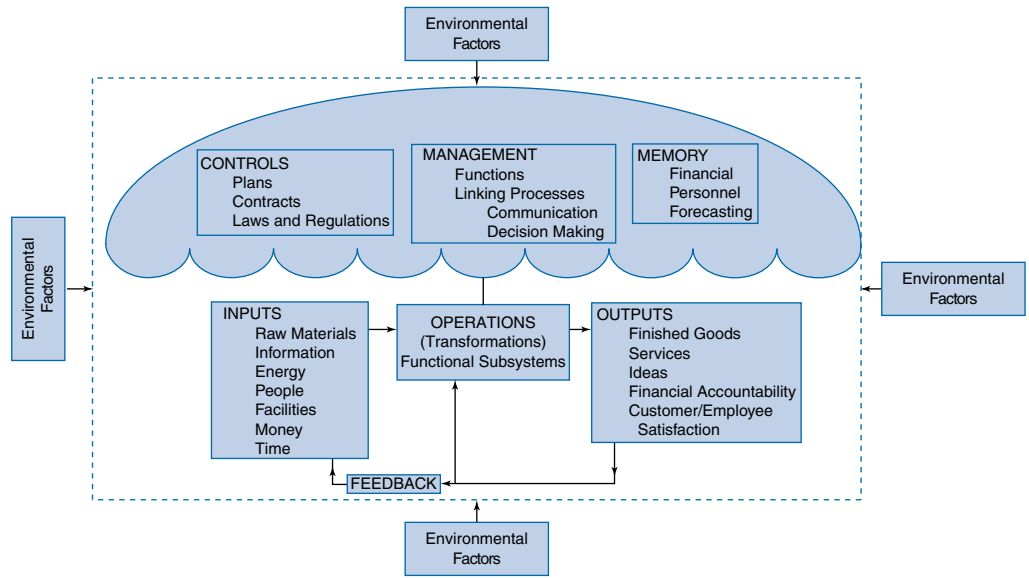 Environmental
Factors
CONTROLS
Plans
Contracts
Laws and Regulations
MANAGEMENT
Functions
Linking Processes
Communication
Decision Making
MEMORY
Financial
Personnel
Forecasting
Environmental
Factors
Environmental
Factors
INPUTS
Raw Materials
Information
Energy
People
Facilities
Money
Time
OPERATIONS
(Transformations)
Functional Subsystems
OUTPUTS
Finished Goods
Services
Ideas
Financial Accountability
Customer/Employee
Satisfaction
FEEDBACK
Environmental
Factors